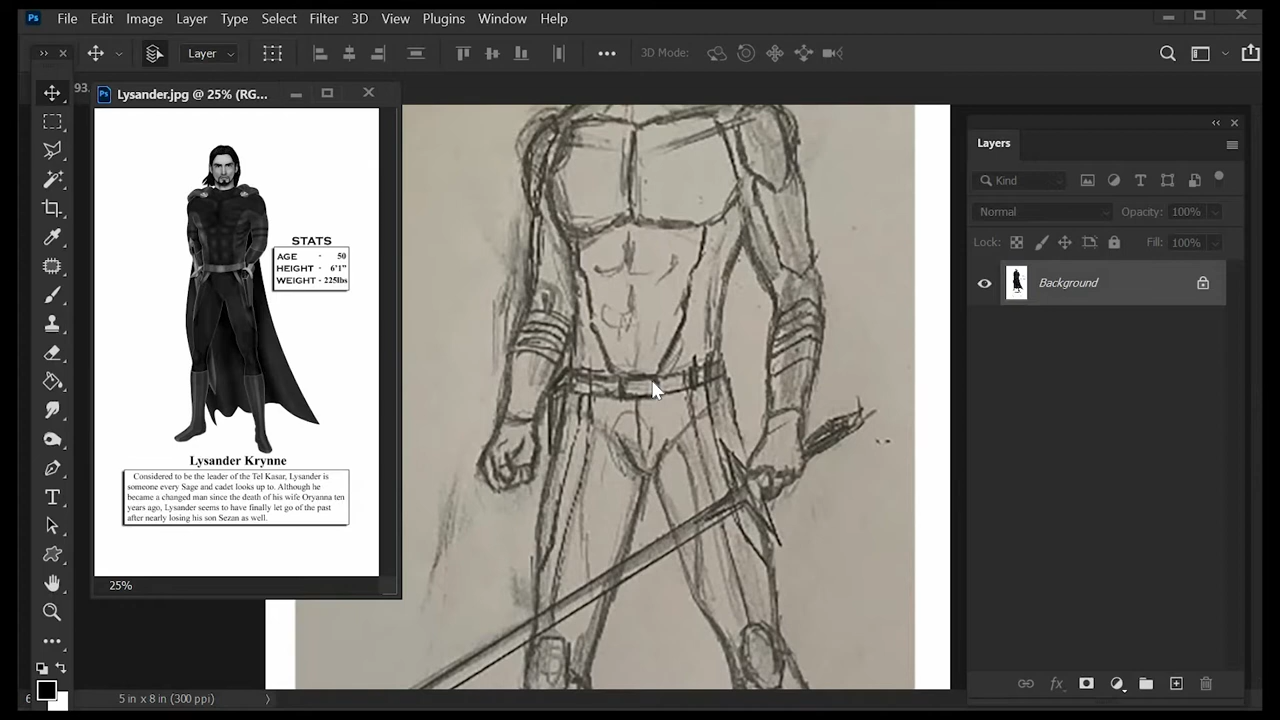 Ps File Edit Image Layer Type Select Filter 3D View Plugins Window Help
Layer 3D Mode:
93.
Ps Lysander.jpg @ 25% (RG...
Layers
Kind
Normal Opacity: 100%
Lock: Fill: 100%
Background
STATS
AGE - 50
HEIGHT - 6'1"
WEIGHT - 225lbs
Lysander Krynne
Considered to be the leader of the Tel Kasar, Lysander is
someone every Sage and cadet looks up to. Although he
became a changed man since the death of his wife Oryanna ten
years ago, Lysander seems to have finally let go of the past
after nearly losing his son Sezan as well.
25%
5 in x 8 in (300 ppi)